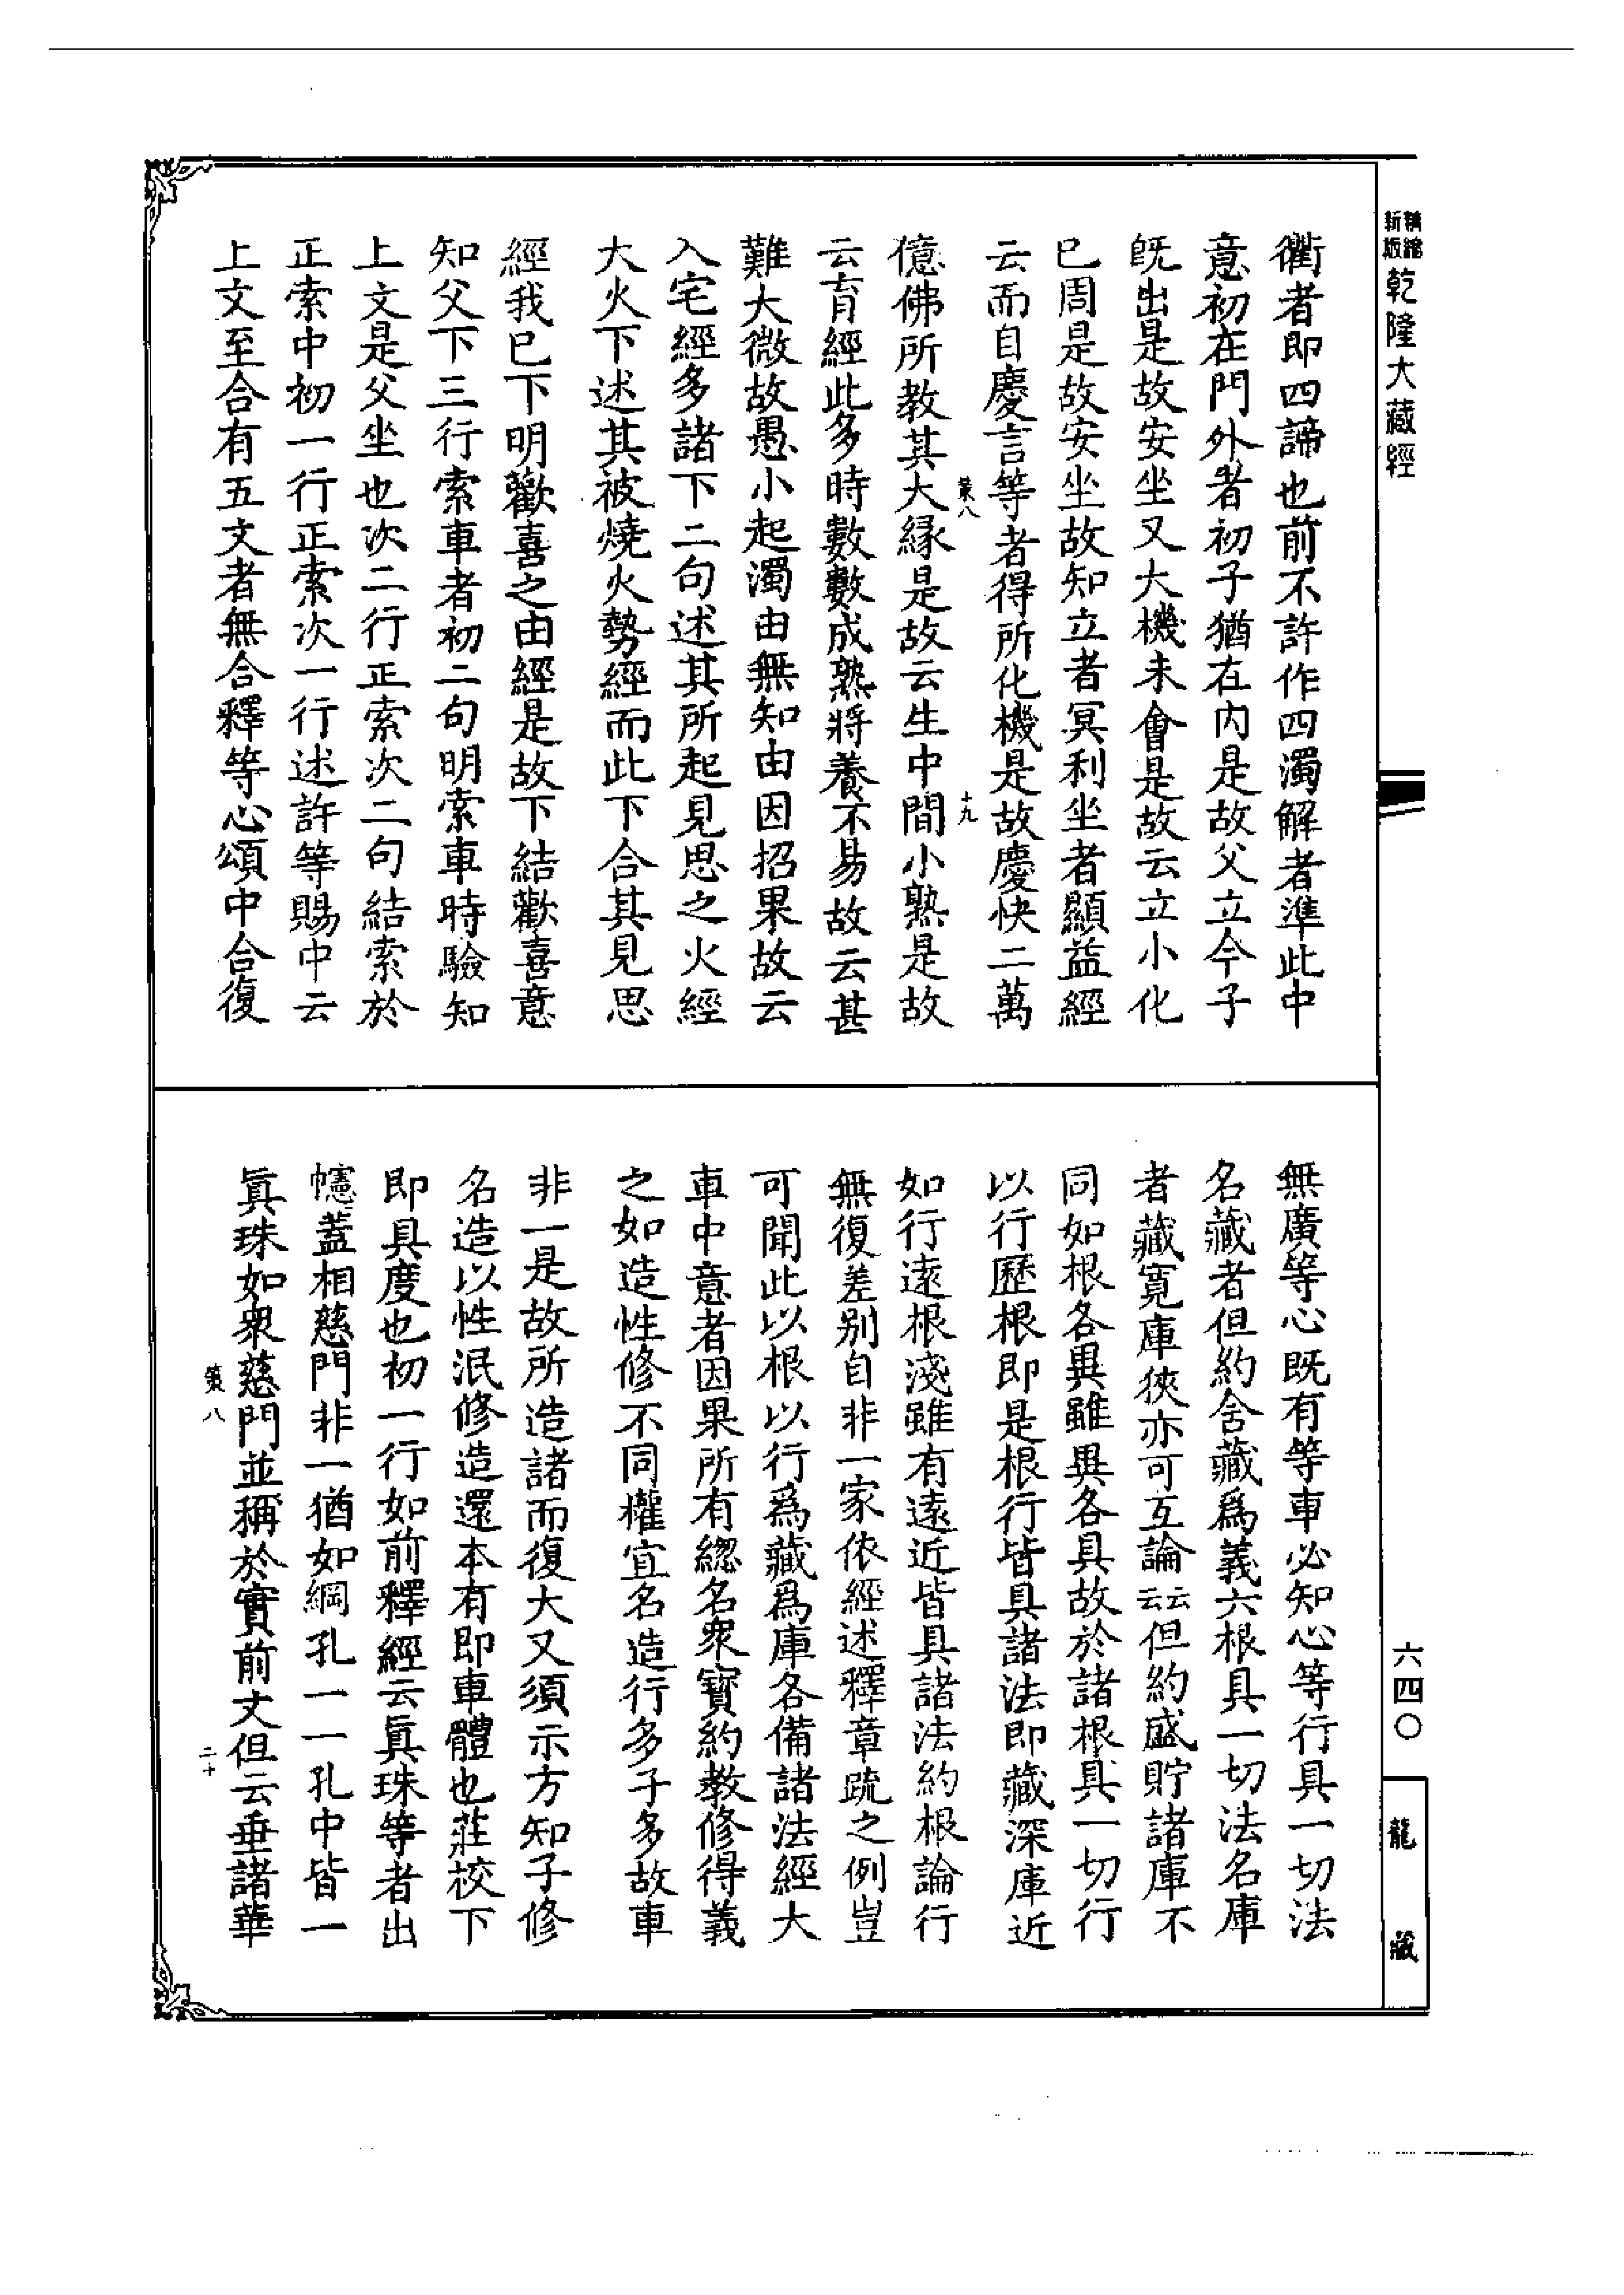 精縮新版
乾隆大藏經
衢者即四諦也前不許作四濁解者準此中
意初在門外者初子猶在內是故父立今子
旣出是故安坐又大機未會是故云立小化
已周是故安坐故知立者冥利坐者顯益經
云而自慶言等者得所化機是故慶快二萬
策八
十九
億佛所教其大緣是故云生中間小熟是故
云育經此多時數數成熟將養不易故云甚
難大微故愚小起濁由無知由因招果故云
入宅經多諸下二句述其所起見思之火經
大火下述其被燒火勢經而此下合其見思
經我已下明歡喜之由經是故下結歡喜意
知父下三行索車者初二句明索車時驗知
上文是父坐也次二行正索次二句結索於
正索中初一行正索次一行述許等賜中云
上文至合有五文者無合釋等心頌中合復
無廣等心既有等車必知心等行具一切法
名藏者但約舍藏爲義六根具一切法名庫
者藏寬庫狹亦可互論云云但約盛貯諸庫不
同如根各異雖異各具故於諸根具一切行
以行歷根即是根行皆具諸法即藏深庫近
如行遠根淺雖有遠近皆具諸法約根論行
無復差別自非一家依經述釋章疏之例豈
可聞此以根以行爲藏爲庫各備諸法經大
車中意者因果所有緫名衆寶約教修得義
之如造性修不同權宜名造行多子多故車
非一是故所造諸而復大又須示方知子修
名造以性泯修造還本有即車體也莊校下
即具度也初一行如前釋經云眞珠等者出
幰蓋相慈門非一猶如網孔一一孔中皆一
眞珠如衆慈門並稱於實前文但云垂諸華
策八
二十
六四〇
龍藏